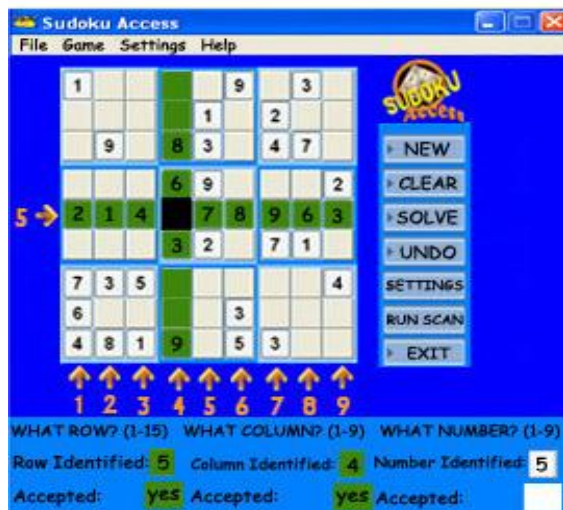 Sudoku Access
File Game Settings Help
1 9 3
1 2
9 8 3 4 7
6 9 2
5 2 1 4 7 8 9 6 3
3 2 7 1
7 3 5 4
6 3
4 8 1 9 5 3
1 2 3 4 5 6 7 8 9
SUDOKU
Access
NEW
CLEAR
SOLVE
UNDO
SETTINGS
RUN SCAN
EXIT
WHAT ROW? (1-15) WHAT COLUMN? (1-9) WHAT NUMBER? (1-9)
Row Identified: 5 Column Identified: 4 Number Identified: 5
Accepted: yes Accepted: yes Accepted: